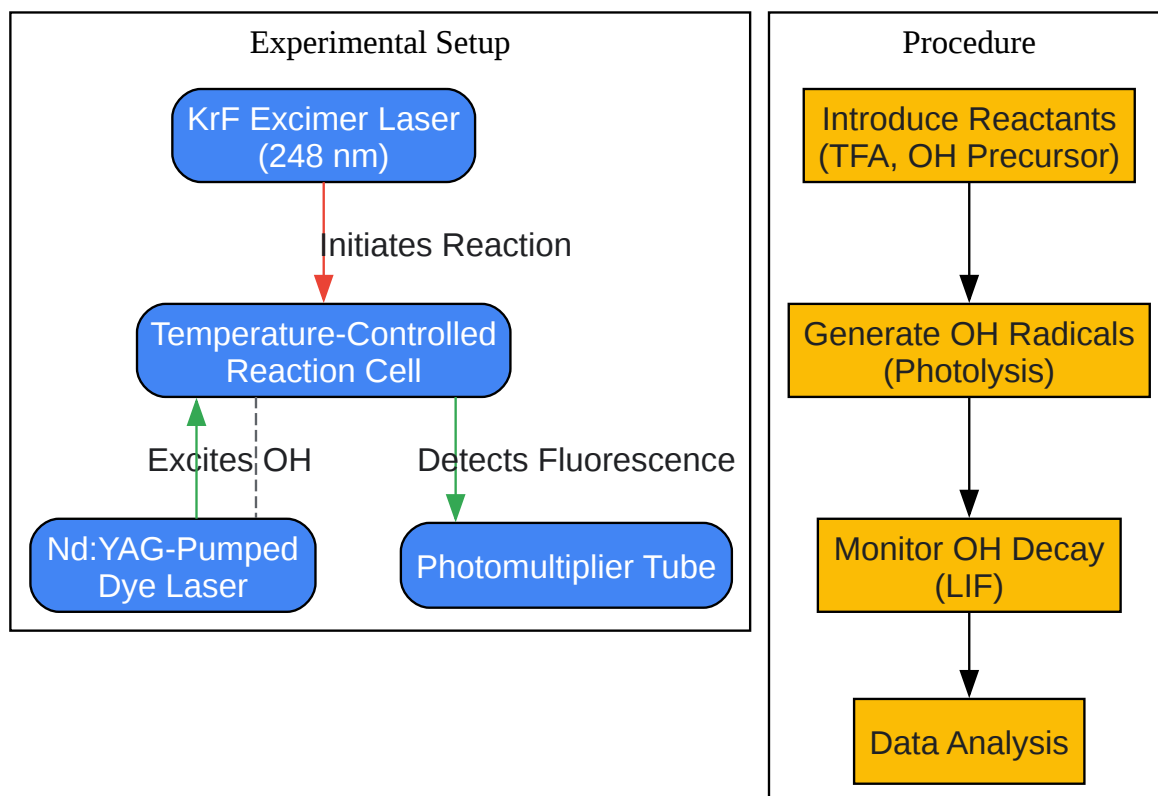 Experimental Setup
KrF Excimer Laser
(248 nm)
Initiates Reaction
Temperature-Controlled
Reaction Cell
Excites OH
Detects Fluorescence
Nd:YAG-Pumped
Dye Laser
Photomultiplier Tube
Procedure
Introduce Reactants
(TFA, OH Precursor)
Generate OH Radicals
(Photolysis)
Monitor OH Decay
(LIF)
Data Analysis